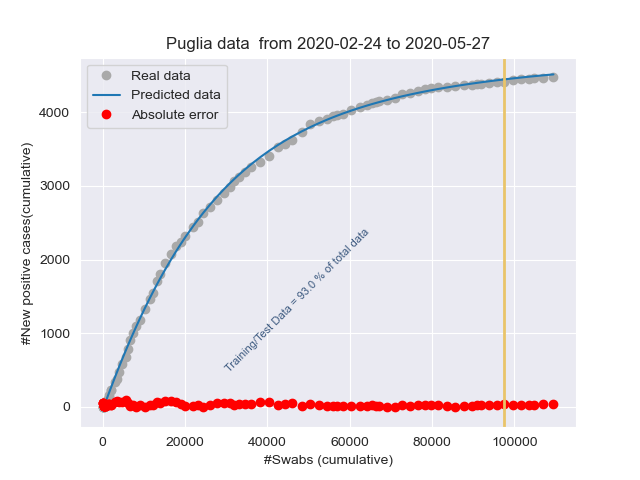 Puglia data  from 2020-02-24 to 2020-05-27
Real data
Predicted data
Absolute error
#New positive cases(cumulative)
4000
3000
2000
1000
0
Training/Test Data = 93.0 % of total data
0 20000 40000 60000 80000 100000
#Swabs (cumulative)